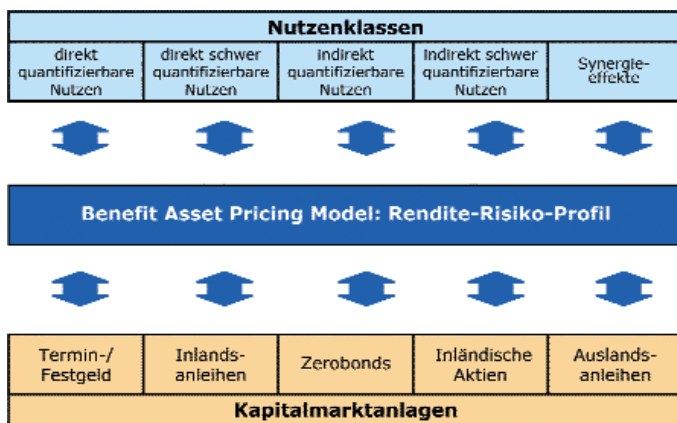 Nutzenklassen
direkt quantifizierbare Nutzen
direkt schwer quantifizierbare Nutzen
indirekt quantifizierbare Nutzen
indirekt schwer quantifizierbare Nutzen
Synergie-effekte
Benefit Asset Pricing Model: Rendite-Risiko-Profil
Termin-/
Festgeld
Inlands-
anleihen
Zerobonds
Inländische
Aktien
Auslands-
anleihen
Kapitalmarktanlagen